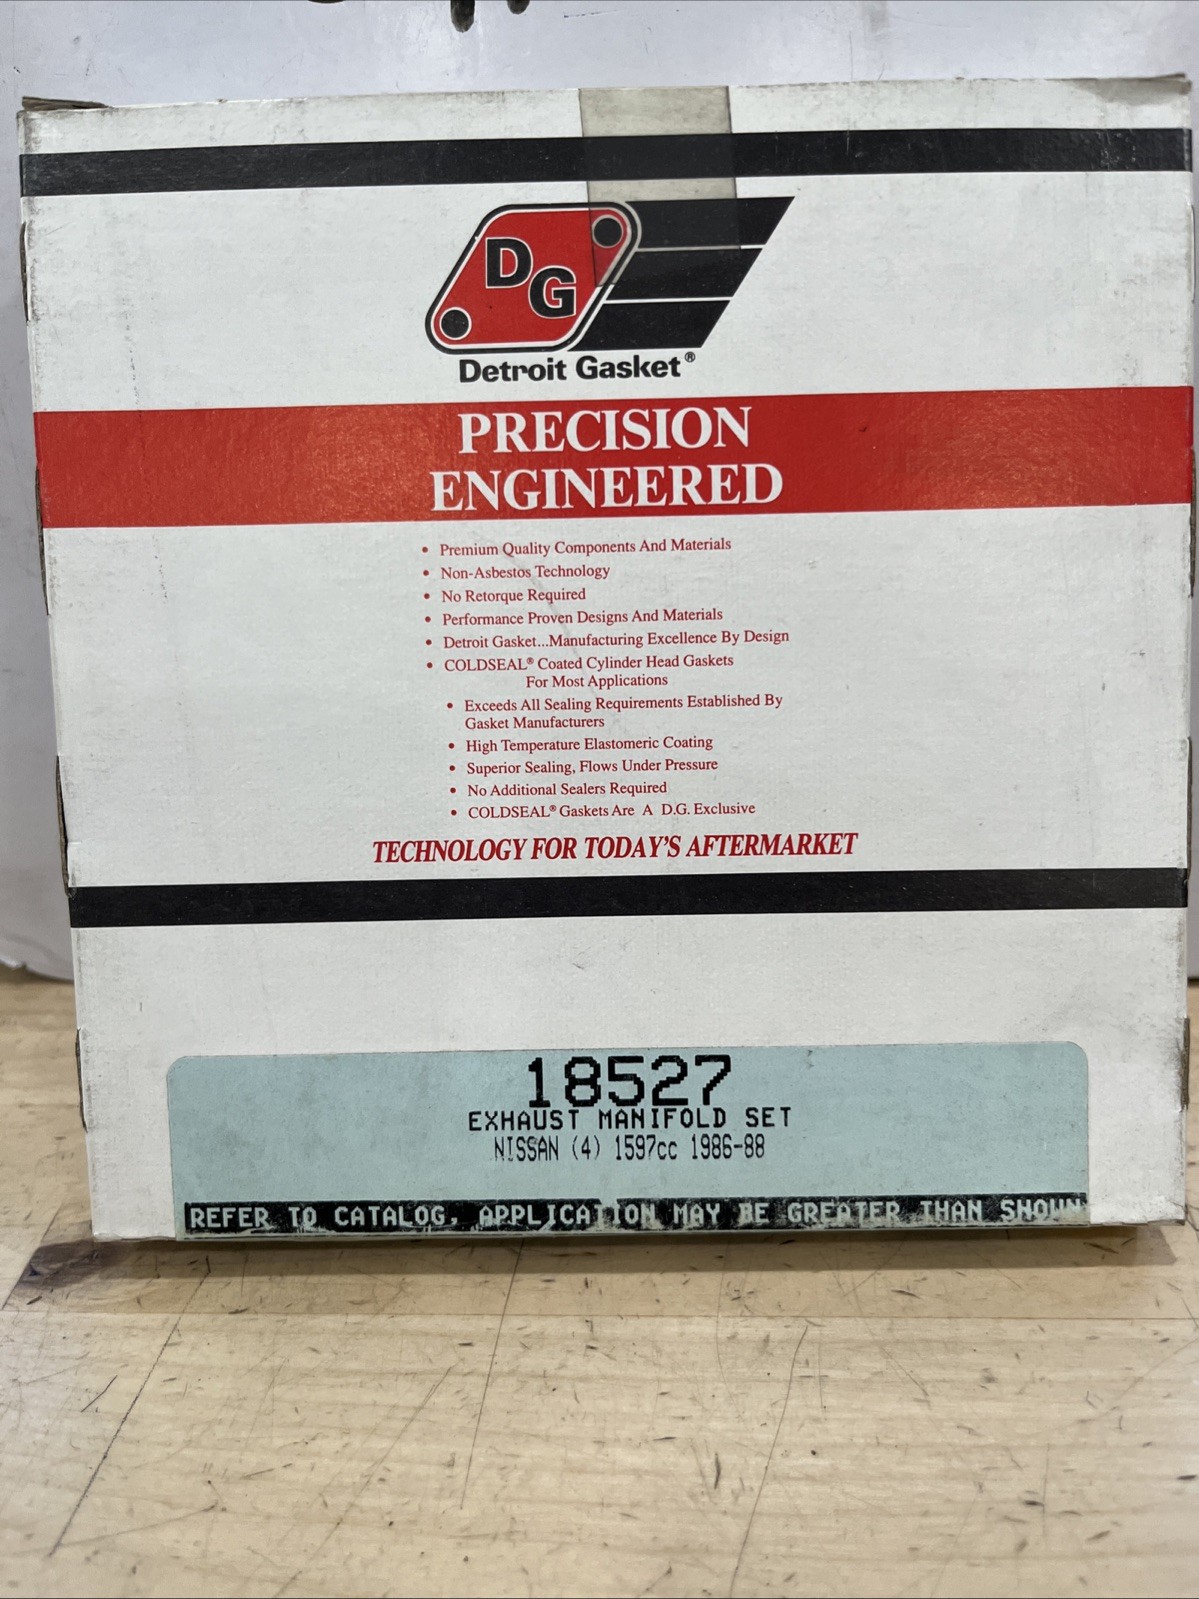 DG
Detroit Gasket®
PRECISION
ENGINEERED
• Premium Quality Components And Materials
• Non-Asbestos Technology
• No Retorque Required
• Performance Proven Designs And Materials
• Detroit Gasket...Manufacturing Excellence By Design
• COLDSEAL® Coated Cylinder Head Gaskets
For Most Applications
• Exceeds All Sealing Requirements Established By
Gasket Manufacturers
• High Temperature Elastomeric Coating
• Superior Sealing, Flows Under Pressure
• No Additional Sealers Required
• COLDSEAL® Gaskets Are A D.G. Exclusive
TECHNOLOGY FOR TODAY'S AFTERMARKET
18527
EXHAUST MANIFOLD SET
NISSAN (4) 1597cc 1986-88
REFER TO CATALOG, APPLICATION MAY BE GREATER THAN SHOWN